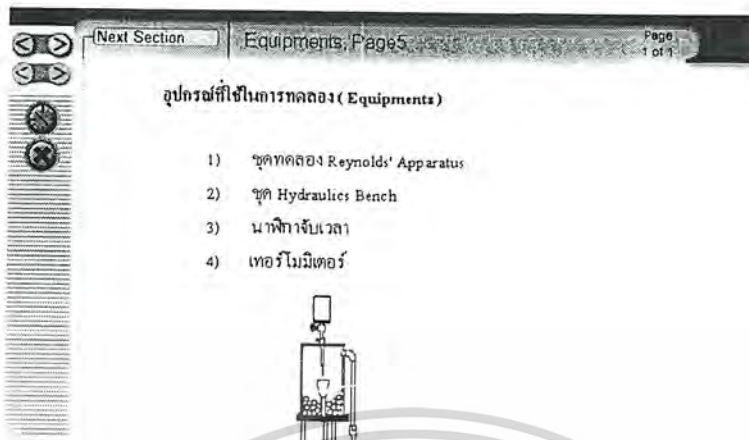 Next Section
Equipments, Page5
Page
1 of 1
อุปกรณ์ที่ใช้ในการทดลอง ( Equipments )
1) ชุดทดลอง Reynolds' Apparatus
2) ชุด Hydraulics Bench
3) นาฬิกาจับเวลา
4) เทอร์โมมิเตอร์